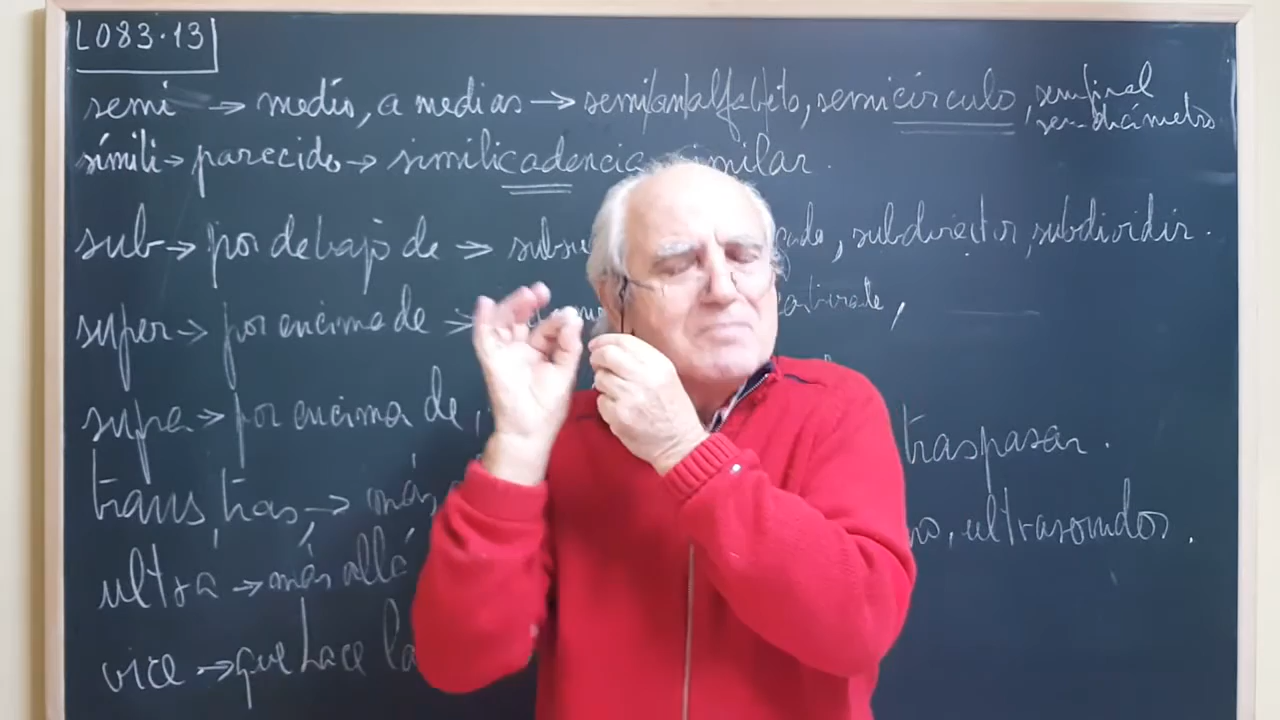 L083.13
semi → medio, a medias → semianalfabeto, semicírculo, semifinal
semidiámetro
símili → parecido → similicadencia, similar.
sub → por debajo de → subdirector, subdividir.
super → por encima de →
supra → por encima de,
trans, tras, → más traspasar.
ultra → más allá ultrasonidos.
vice → que hace la